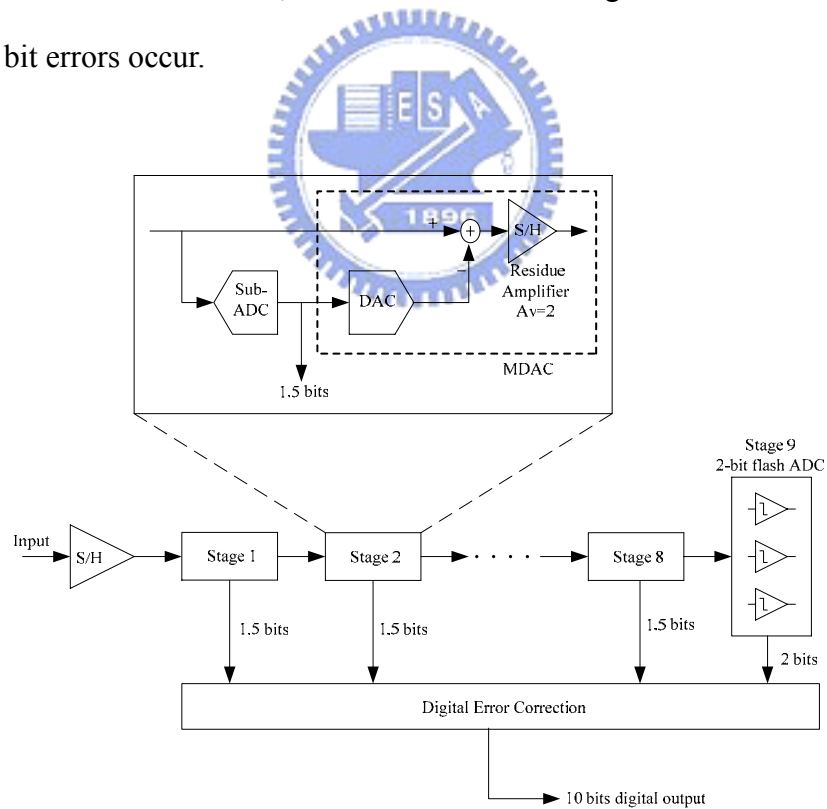 bit errors occur.
E S A
1896
+
+
S/H
−
Sub-
ADC
DAC
Residue
Amplifier
Av=2
MDAC
1.5 bits
Stage 9
2-bit flash ADC
Input
S/H
Stage 1
Stage 2
Stage 8
1.5 bits
1.5 bits
1.5 bits
2 bits
Digital Error Correction
10 bits digital output